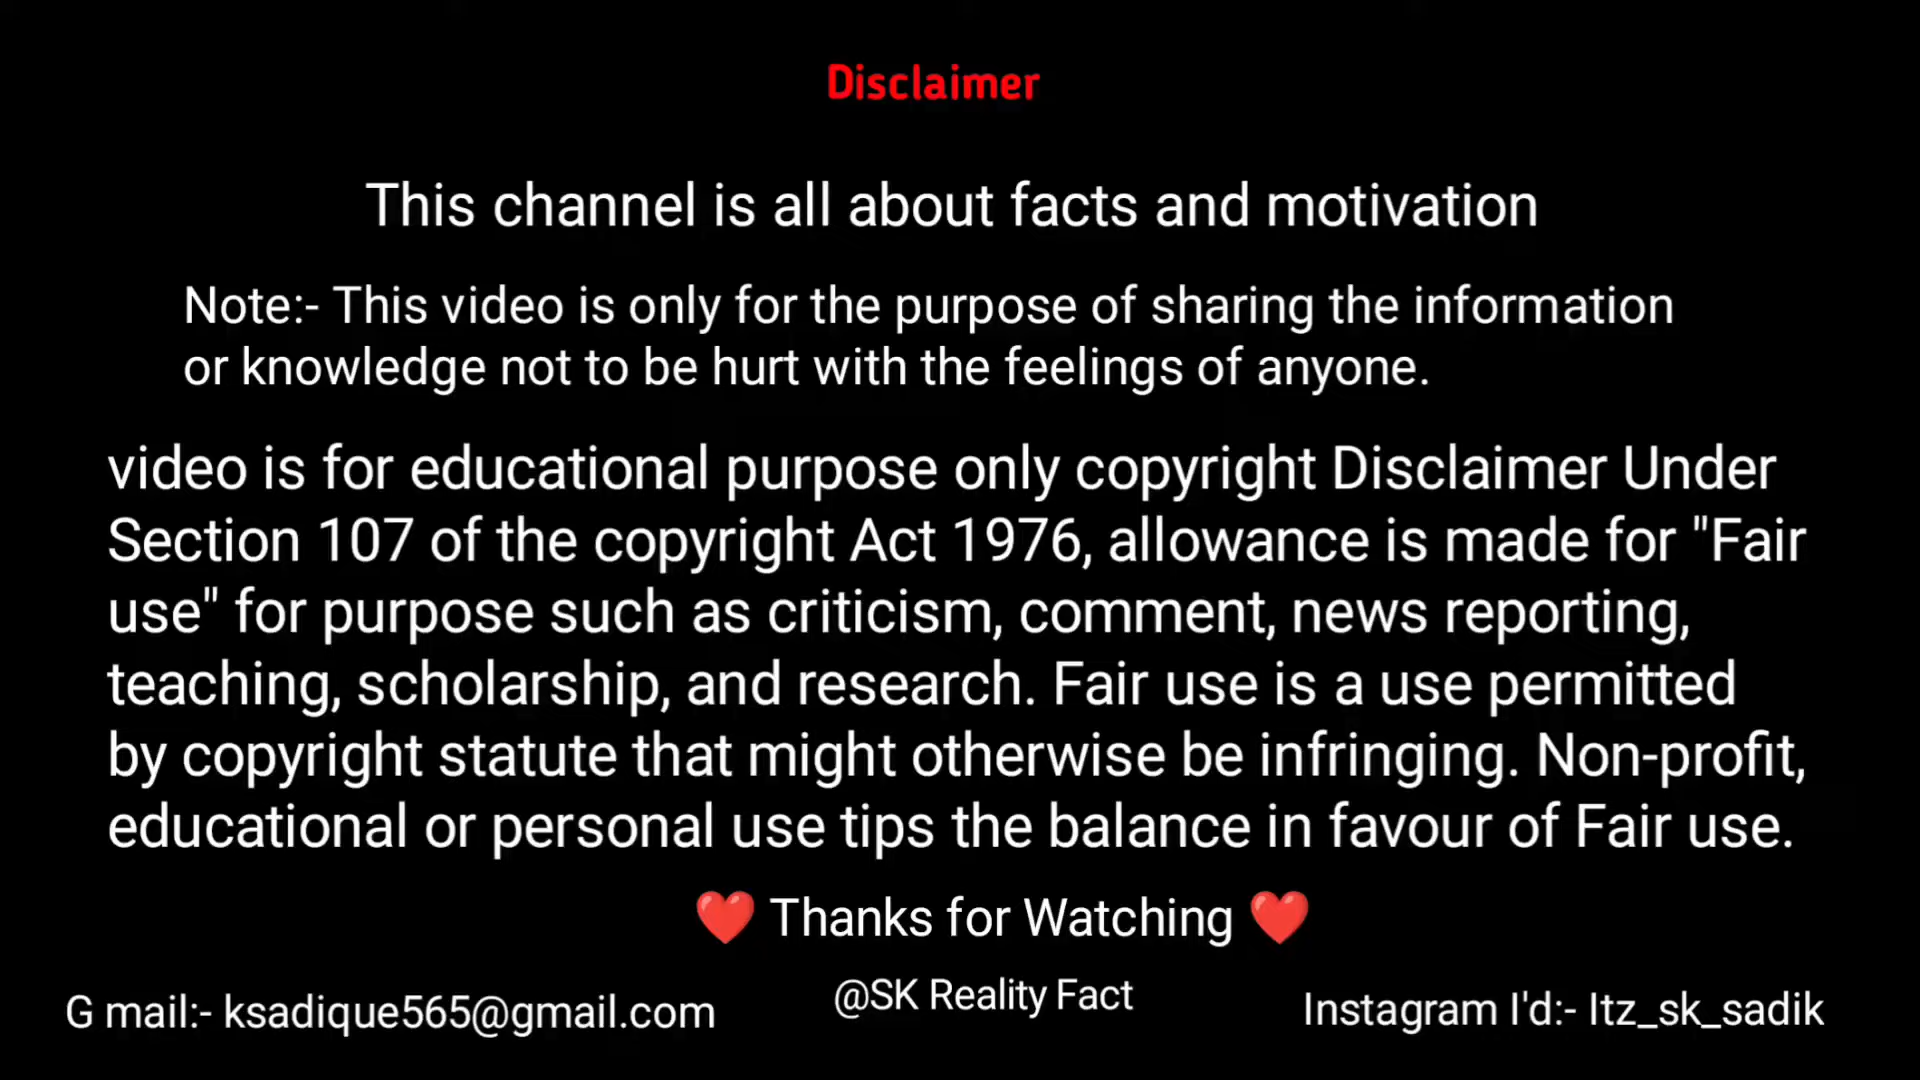 Disclaimer
This channel is all about facts and motivation
Note:- This video is only for the purpose of sharing the information
or knowledge not to be hurt with the feelings of anyone.
video is for educational purpose only copyright Disclaimer Under
Section 107 of the copyright Act 1976, allowance is made for "Fair
use" for purpose such as criticism, comment, news reporting,
teaching, scholarship, and research. Fair use is a use permitted
by copyright statute that might otherwise be infringing. Non-profit,
educational or personal use tips the balance in favour of Fair use.
❤️ Thanks for Watching ❤️
G mail:- ksadique565@gmail.com
@SK Reality Fact
Instagram I'd:- Itz_sk_sadik